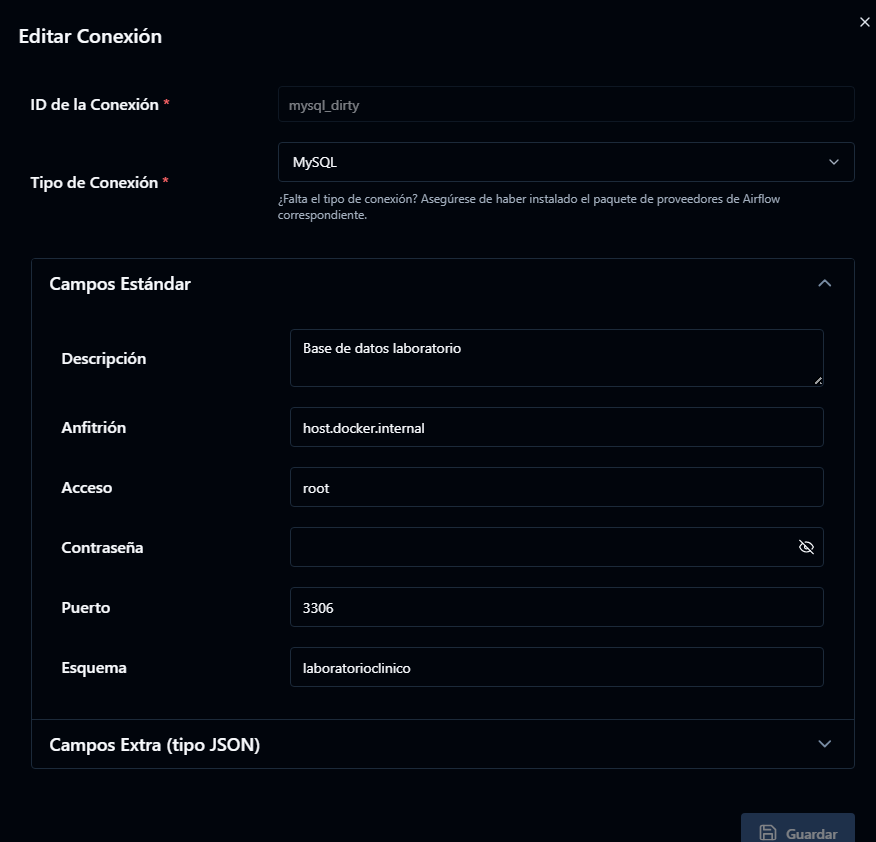 Editar Conexión
ID de la Conexión *
mysql_dirty
Tipo de Conexión *
MySQL
¿Falta el tipo de conexión? Asegúrese de haber instalado el paquete de proveedores de Airflow
correspondiente.
Campos Estándar
Descripción
Base de datos laboratorio
Anfitrión
host.docker.internal
Acceso
root
Contraseña
Puerto
3306
Esquema
laboratorioclinico
Campos Extra (tipo JSON)
Guardar